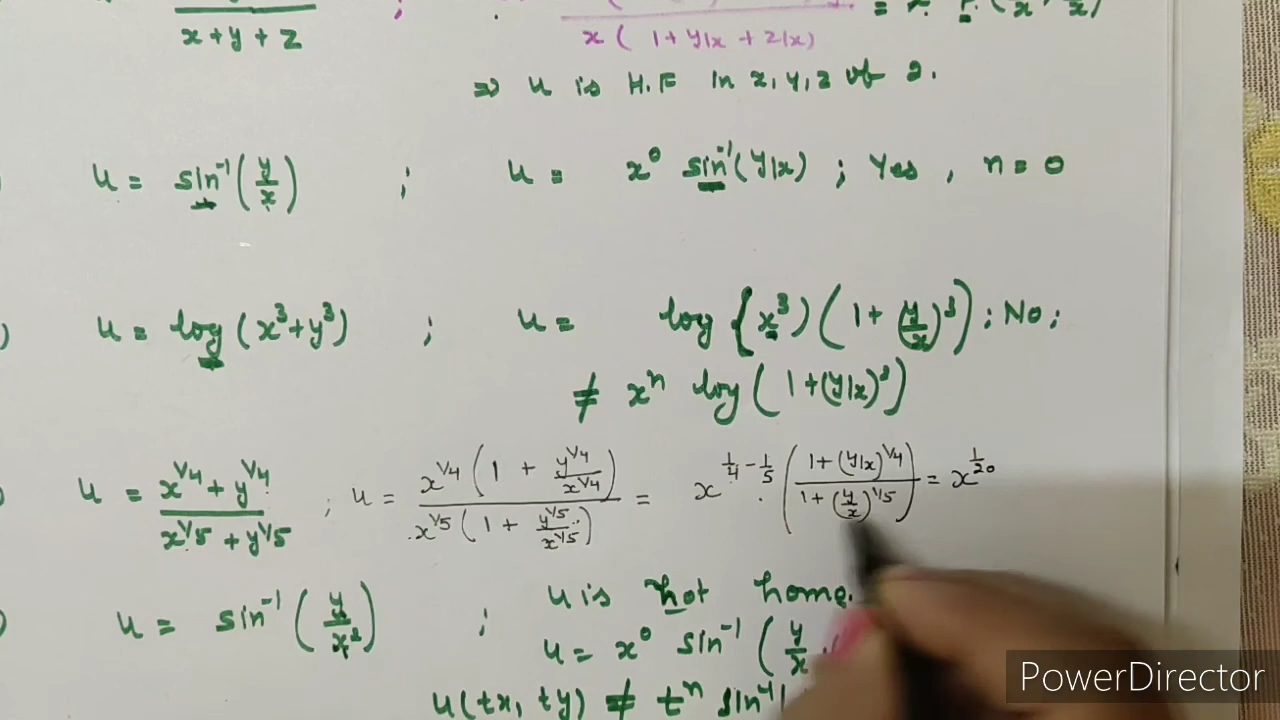 x+y+z ; x ( 1 + y|x + z|x)
⇒ u is H.F in x, y, z of 2.
u = sin⁻¹(y/x) ; u = x⁰ sin⁻¹(y|x) ; Yes , n = 0
u = log (x³+y³) ; u = log {x³)(1 + (y/x)³) ; No ;
≠ xⁿ log (1+(y|x)³)
u = x^1/4 + y^1/4 / x^1/5 + y^1/5 ; u = x^1/4 (1 + y^1/4 / x^1/4) / x^1/5 (1 + y^1/5 / x^1/5) = x^1/4 - 1/5 (1+(y|x)^1/4 / 1+(y/x)^1/5) = x^1/20
u = sin⁻¹(y/x²) ; u is not homo.
u = x⁰ sin⁻¹ (y/x .
u(tx, ty) ≠ tⁿ sin⁻¹(
PowerDirector